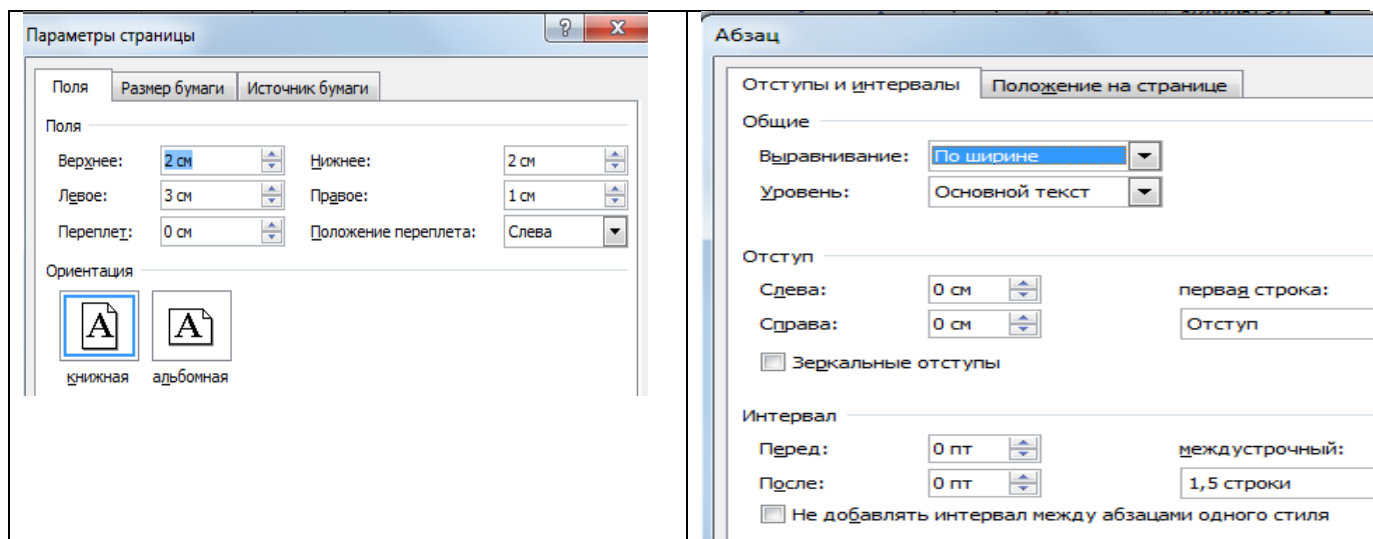 Параметры страницы
Поля Размер бумаги Источник бумаги
Поля
Верхнее: 2 см Нижнее: 2 см
Левое: 3 см Правое: 1 см
Переплет: 0 см Положение переплета: Слева
Ориентация
A A
книжная альбомная
Абзац
Отступы и интервалы Положение на странице
Общие
Выравнивание: По ширине
Уровень: Основной текст
Отступ
Слева: 0 см первая строка:
Справа: 0 см Отступ
Зеркальные отступы
Интервал
Перед: 0 пт междустрочный:
После: 0 пт 1,5 строки
Не добавлять интервал между абзацами одного стиля